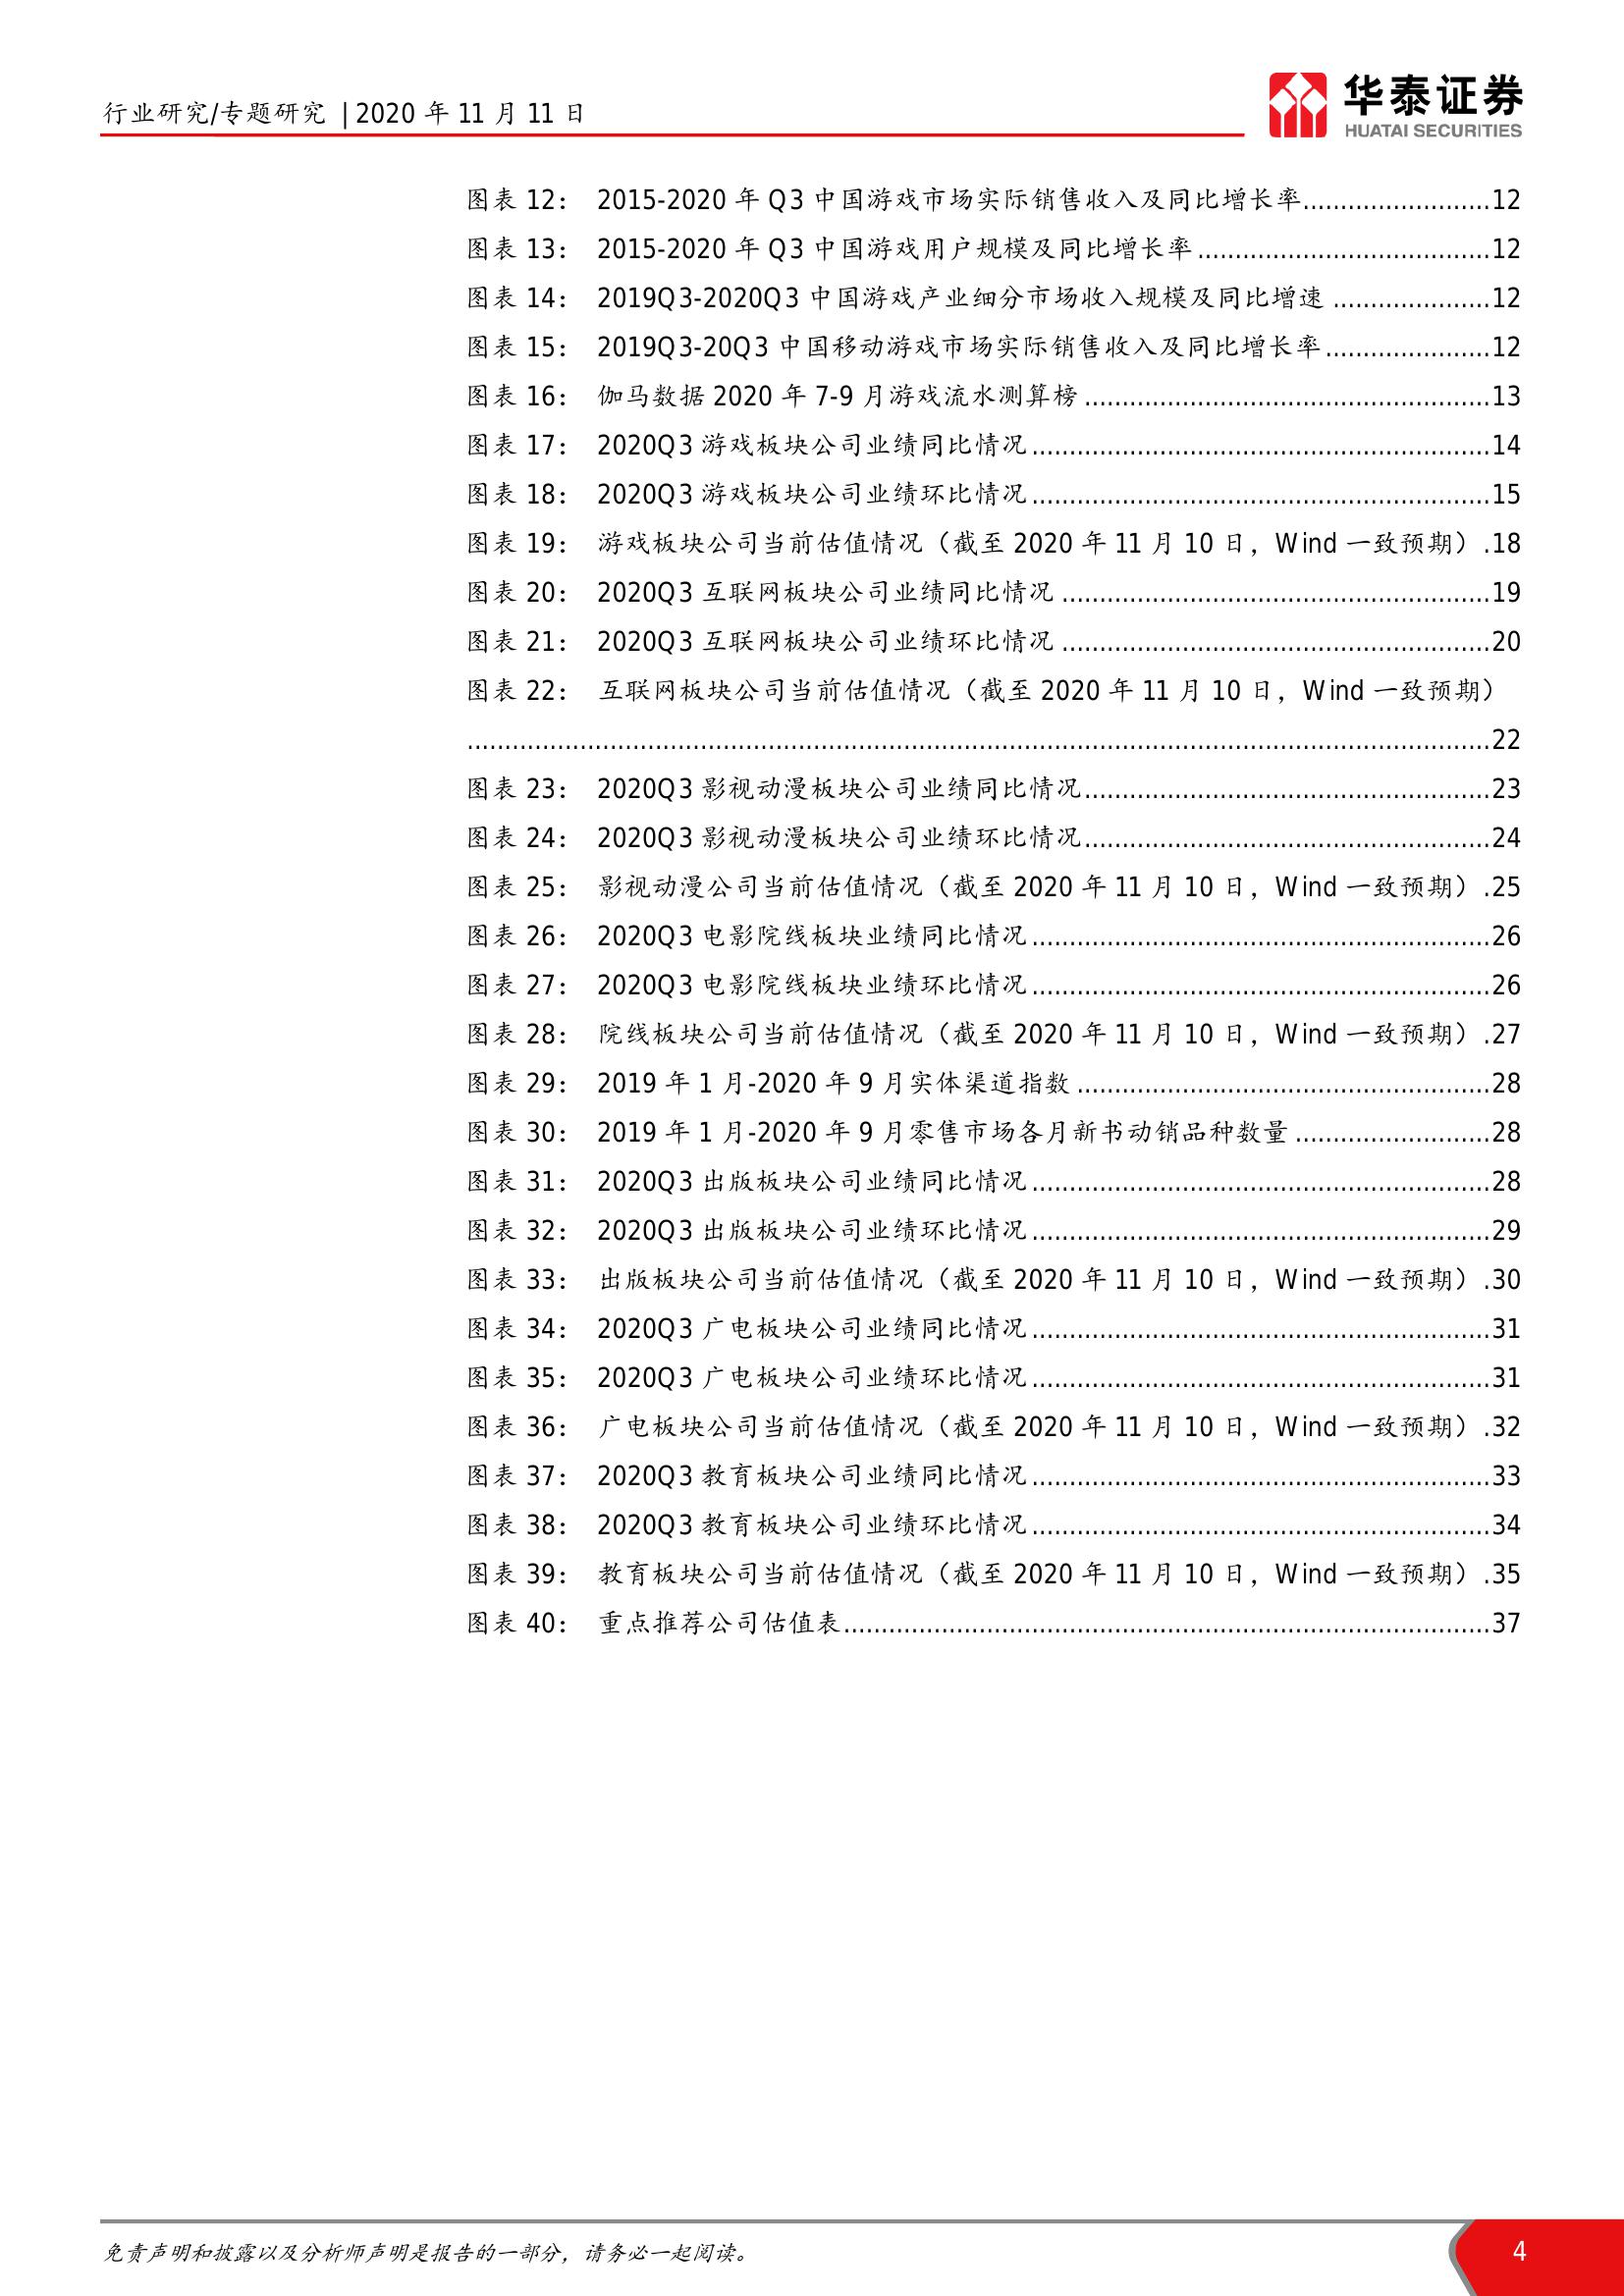 行业研究/专题研究 | 2020 年 11 月 11 日
华泰证券
HUATAI SECURITIES
图表 12： 2015-2020 年 Q3 中国游戏市场实际销售收入及同比增长率.........................12
图表 13： 2015-2020 年 Q3 中国游戏用户规模及同比增长率.......................................12
图表 14： 2019Q3-2020Q3 中国游戏产业细分市场收入规模及同比增速.....................12
图表 15： 2019Q3-20Q3 中国移动游戏市场实际销售收入及同比增长率......................12
图表 16： 伽马数据 2020 年 7-9 月游戏流水测算榜......................................................13
图表 17： 2020Q3 游戏板块公司业绩同比情况.............................................................14
图表 18： 2020Q3 游戏板块公司业绩环比情况.............................................................15
图表 19： 游戏板块公司当前估值情况（截至 2020 年 11 月 10 日，Wind 一致预期）.18
图表 20： 2020Q3 互联网板块公司业绩同比情况.........................................................19
图表 21： 2020Q3 互联网板块公司业绩环比情况.........................................................20
图表 22： 互联网板块公司当前估值情况（截至 2020 年 11 月 10 日，Wind 一致预期）
........................................................................................................................................22
图表 23： 2020Q3 影视动漫板块公司业绩同比情况......................................................23
图表 24： 2020Q3 影视动漫板块公司业绩环比情况......................................................24
图表 25： 影视动漫公司当前估值情况（截至 2020 年 11 月 10 日，Wind 一致预期）.25
图表 26： 2020Q3 电影院线板块业绩同比情况.............................................................26
图表 27： 2020Q3 电影院线板块业绩环比情况.............................................................26
图表 28： 院线板块公司当前估值情况（截至 2020 年 11 月 10 日，Wind 一致预期）.27
图表 29： 2019 年 1 月-2020 年 9 月实体渠道指数.......................................................28
图表 30： 2019 年 1 月-2020 年 9 月零售市场各月新书动销品种数量..........................28
图表 31： 2020Q3 出版板块公司业绩同比情况.............................................................28
图表 32： 2020Q3 出版板块公司业绩环比情况.............................................................29
图表 33： 出版板块公司当前估值情况（截至 2020 年 11 月 10 日，Wind 一致预期）.30
图表 34： 2020Q3 广电板块公司业绩同比情况.............................................................31
图表 35： 2020Q3 广电板块公司业绩环比情况.............................................................31
图表 36： 广电板块公司当前估值情况（截至 2020 年 11 月 10 日，Wind 一致预期）.32
图表 37： 2020Q3 教育板块公司业绩同比情况.............................................................33
图表 38： 2020Q3 教育板块公司业绩环比情况.............................................................34
图表 39： 教育板块公司当前估值情况（截至 2020 年 11 月 10 日，Wind 一致预期）.35
图表 40： 重点推荐公司估值表......................................................................................37
免责声明和披露以及分析师声明是报告的一部分，请务必一起阅读。
4